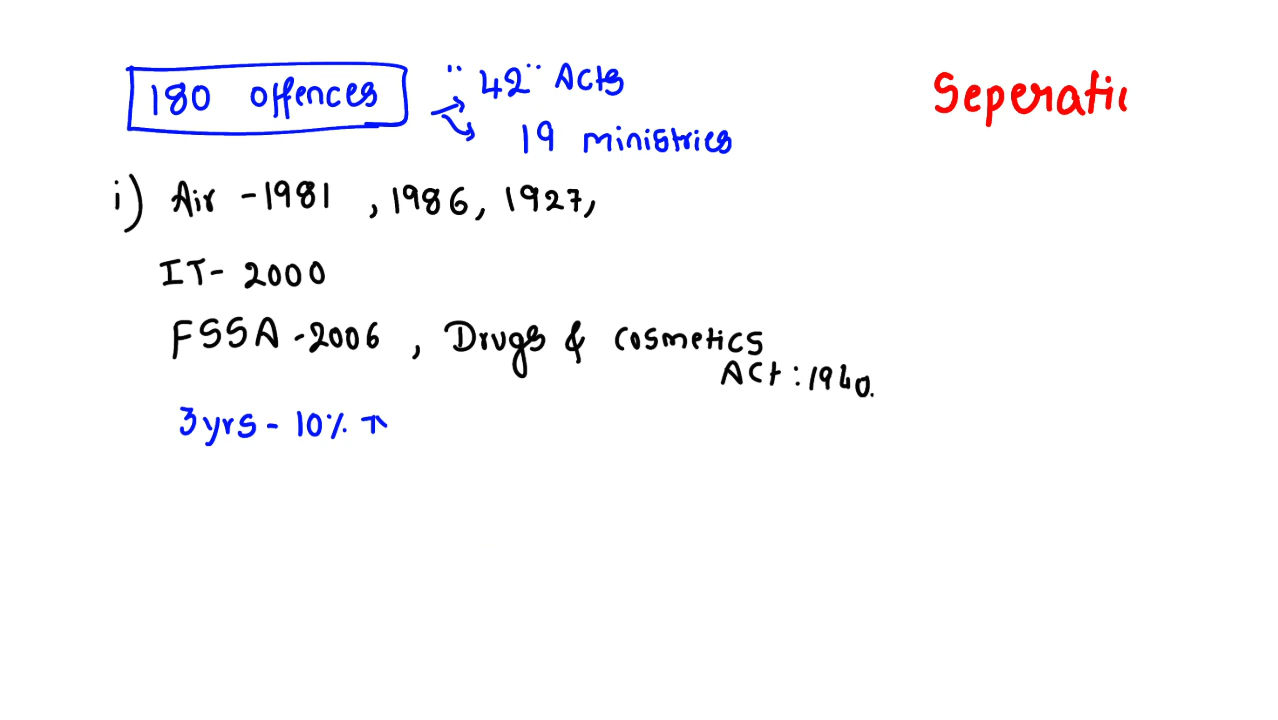 180 offences "42" Acts Seperati
19 ministries
i) Air - 1981 , 1986, 1927,
IT- 2000
FSSA - 2006 , Drugs & cosmetics
Act : 1940.
3yrs - 10% ↑